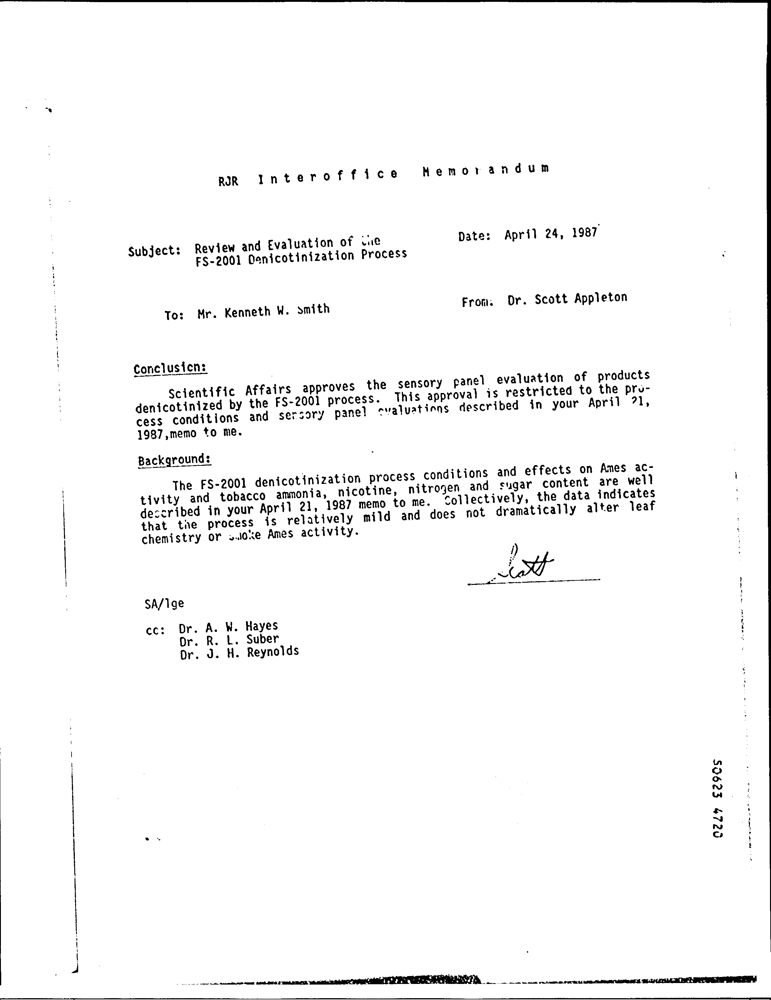 RJR Interoffice Memorandum
Subject: Review and Evaluation of the
FS-2001 Denicotinization Process
Date: April 24, 1987
To: Mr. Kenneth W. Smith
From: Dr. Scott Appleton
Conclusion:
Scientific Affairs approves the sensory panel evaluation of products
denicotinized by the FS-2001 process. This approval is restricted to the pro-
cess conditions and sensory panel evaluations described in your April 21,
1987,memo to me.
Background:
The FS-2001 denicotinization process conditions and effects on Ames ac-
tivity and tobacco ammonia, nicotine, nitrogen and sugar content are well
described in your April 21, 1987 memo to me. Collectively, the data indicates
that the process is relatively mild and does not dramatically alter leaf
chemistry or smoke Ames activity.
Scott
SA/lge
cc: Dr. A. W. Hayes
Dr. R. L. Suber
Dr. J. H. Reynolds
50623 4720